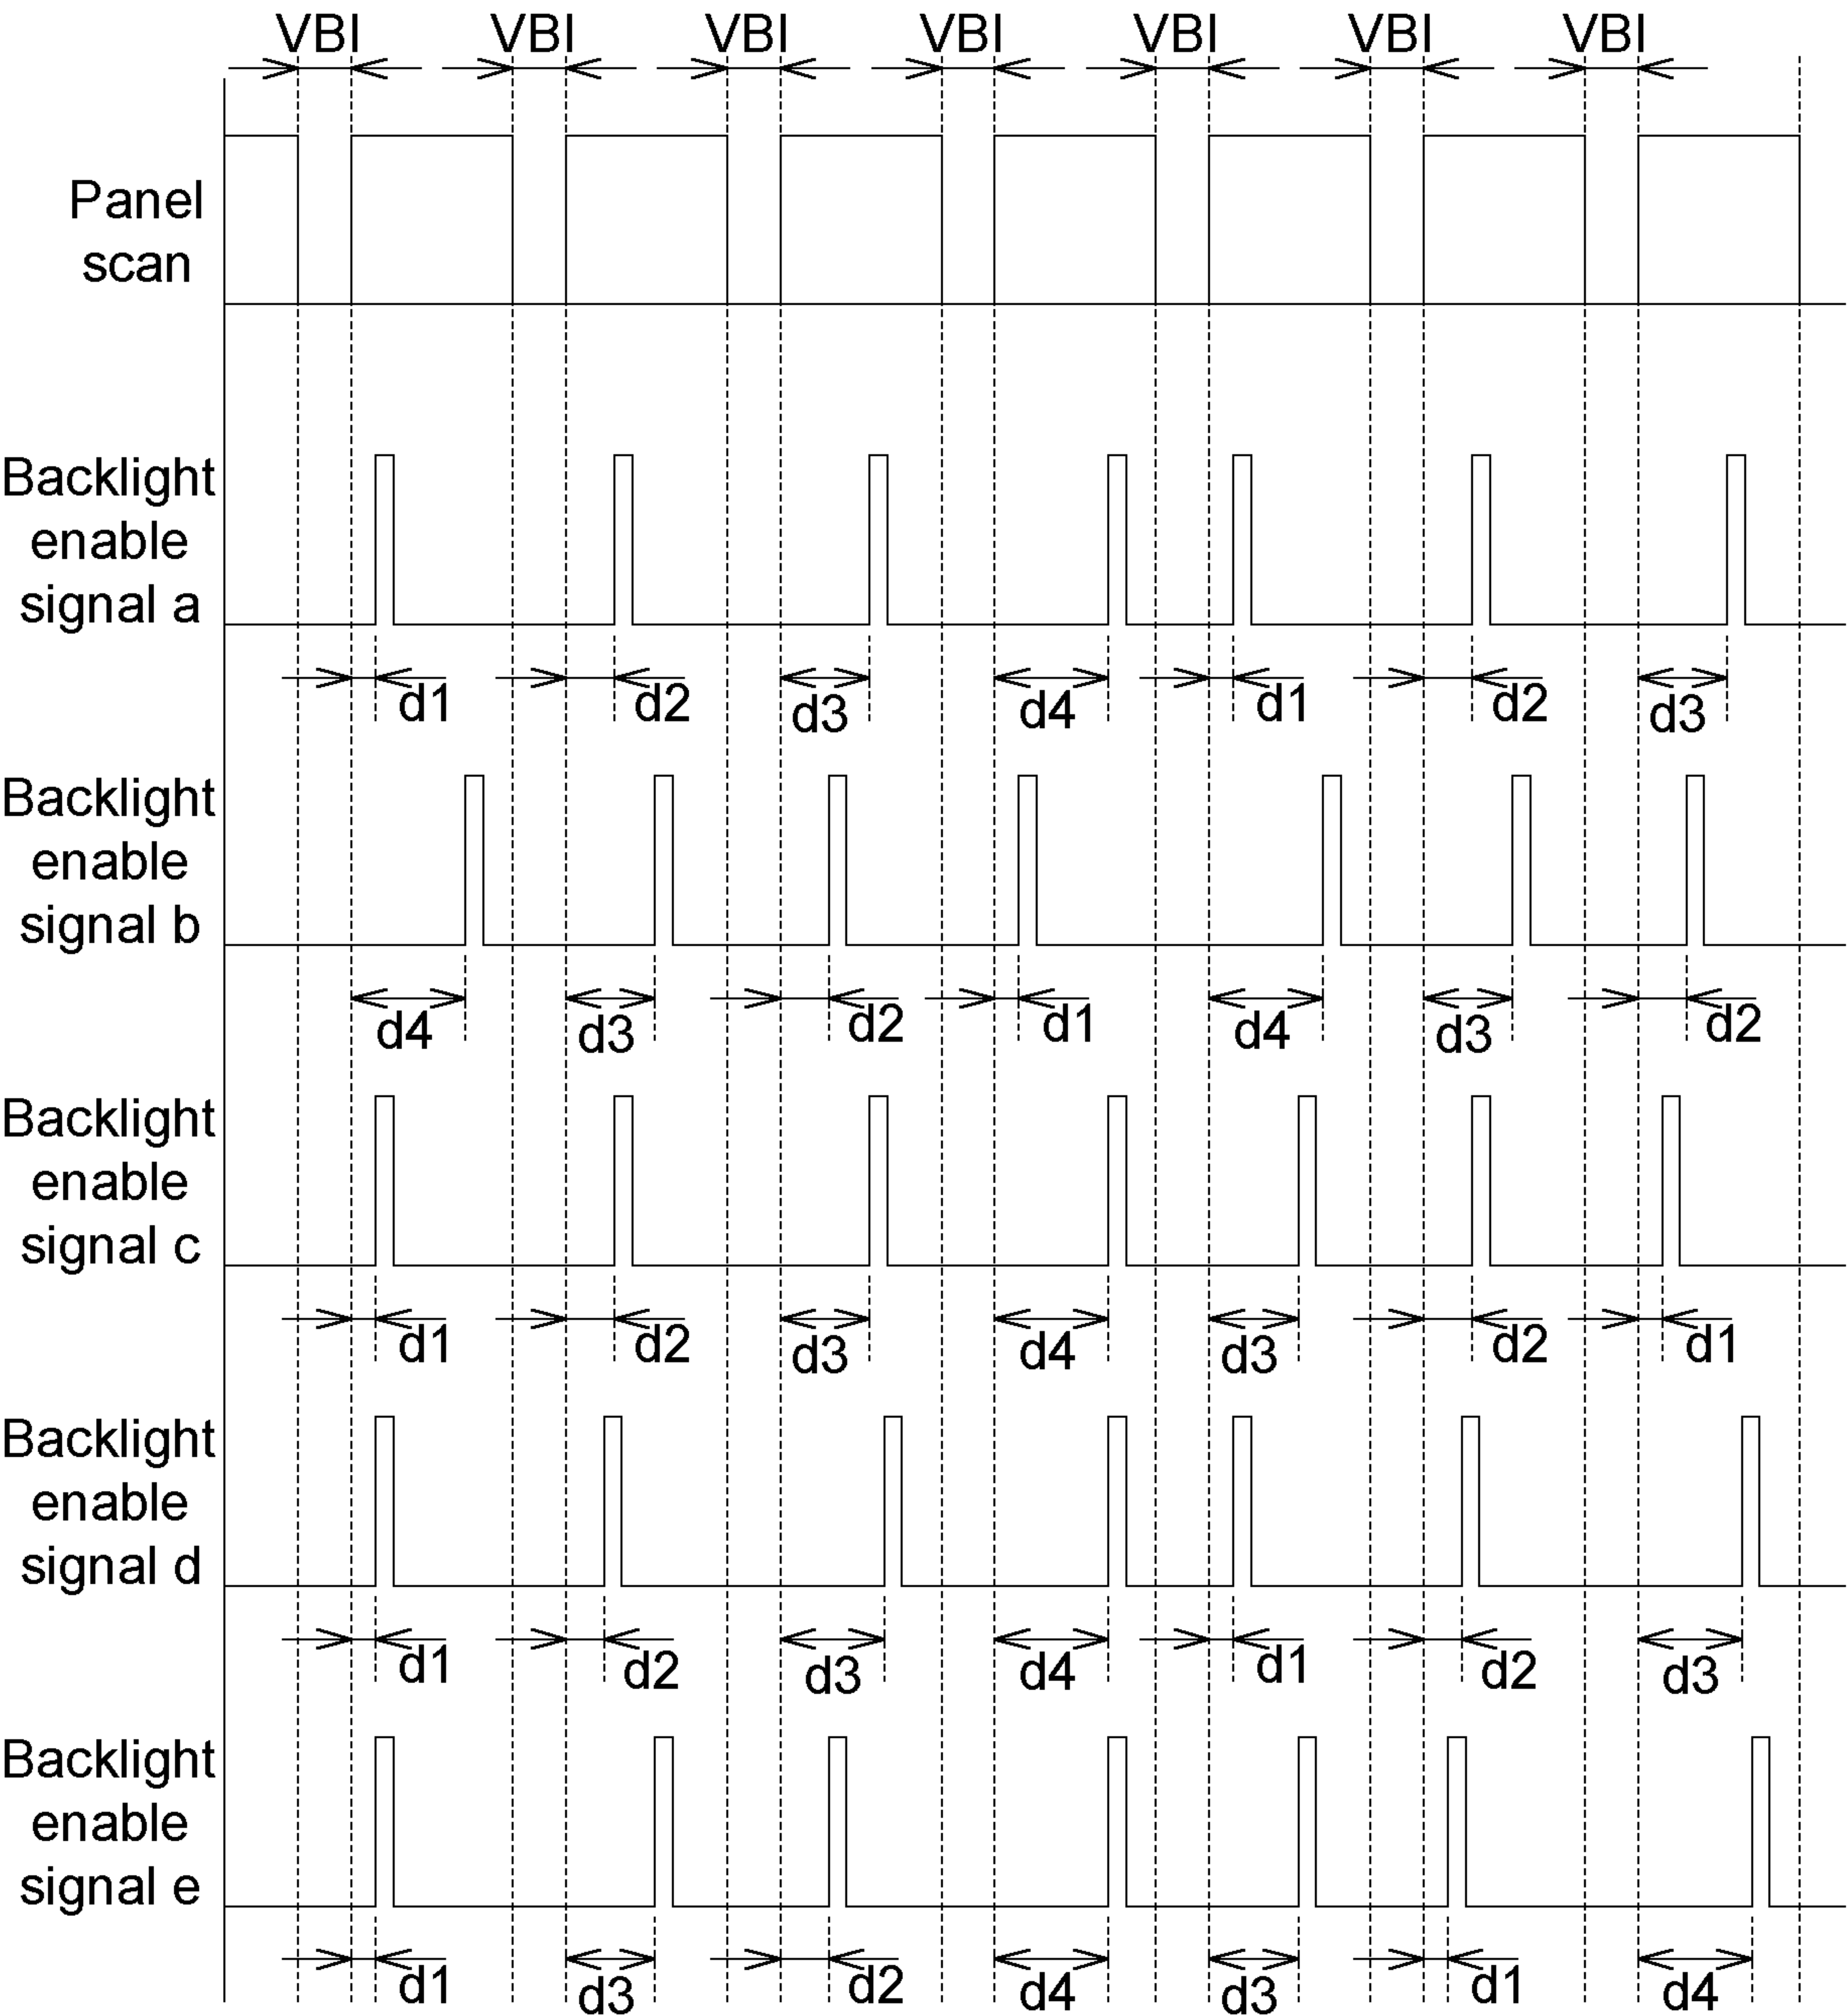 VBI VBI VBI VBI VBI VBI VBI
Panel
scan
Backlight
enable
signal a
d1 d2 d3 d4 d1 d2 d3
Backlight
enable
signal b
d4 d3 d2 d1 d4 d3 d2
Backlight
enable
signal c
d1 d2 d3 d4 d3 d2 d1
Backlight
enable
signal d
d1 d2 d3 d4 d1 d2 d3
Backlight
enable
signal e
d1 d3 d2 d4 d3 d1 d4